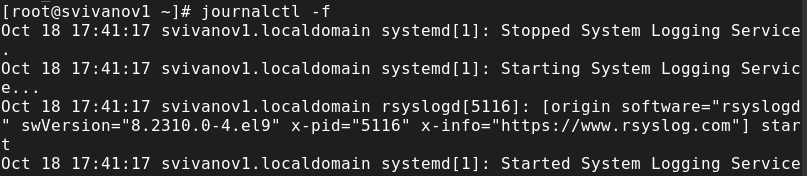 [root@svivanov1 ~]# journalctl -f
Oct 18 17:41:17 svivanov1.localdomain systemd[1]: Stopped System Logging Service
.
Oct 18 17:41:17 svivanov1.localdomain systemd[1]: Starting System Logging Servic
e...
Oct 18 17:41:17 svivanov1.localdomain rsyslogd[5116]: [origin software="rsyslogd
" swVersion="8.2310.0-4.el9" x-pid="5116" x-info="https://www.rsyslog.com"] star
t
Oct 18 17:41:17 svivanov1.localdomain systemd[1]: Started System Logging Service